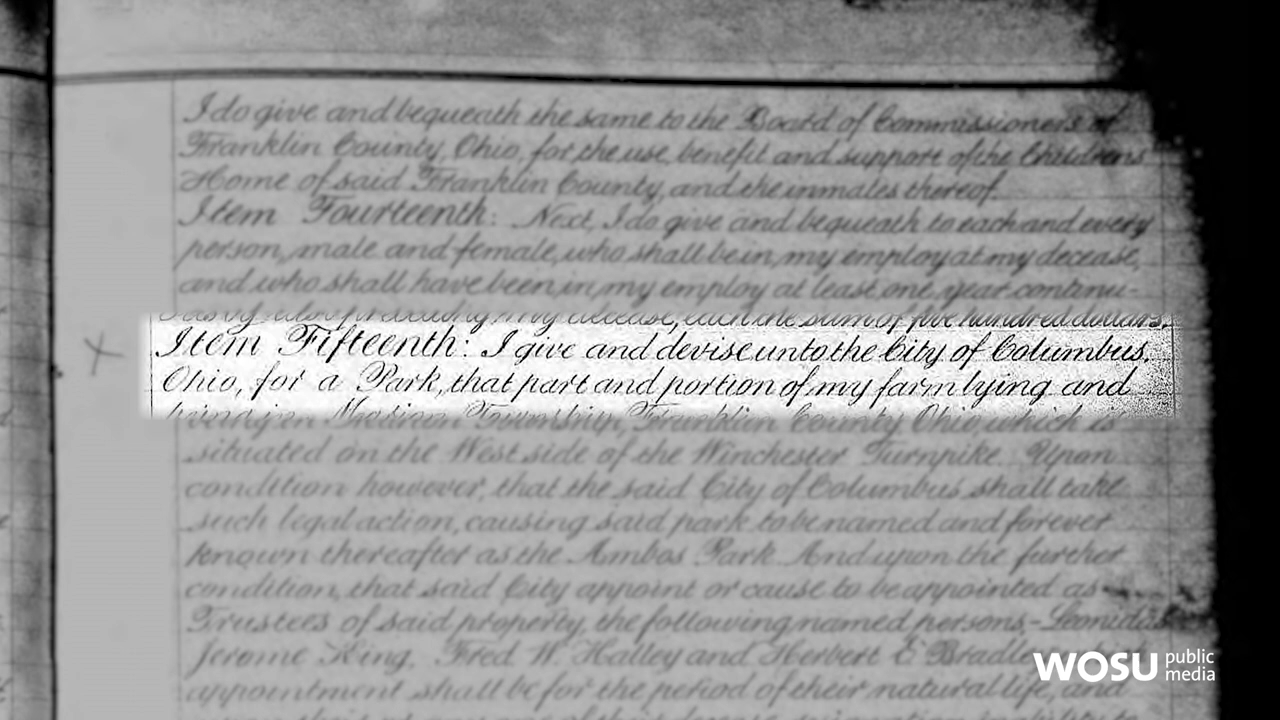 I do give and bequeath the same to the Board of Commissioners of
Franklin County, Ohio, for the use, benefit and support of the Childrens
Home of said Franklin County, and the inmates thereof.
Item Fourteenth: Next, I do give and bequeath to each and every
person, male and female, who shall be in my employ at my decease,
and who shall have been in my employ at least one year continu-
my decease, each the sum of five hundred dollars.
Item Fifteenth: I give and devise unto the City of Columbus,
Ohio, for a Park, that part and portion of my farm lying and
being in Marion Township, Franklin County Ohio, which is
situated on the West side of the Winchester Turnpike. Upon
condition however, that the said City of Columbus shall take
such legal action, causing said park to be named and forever
known thereafter as the Ambos Park. And upon the further
condition, that said City appoint or cause to be appointed as
Trustees of said property, the following named persons,- Leonidas
Jerome King, Fred W. Halley and Herbert E Bradley
appointment shall be for the period of their natural life, and
WOSU public media